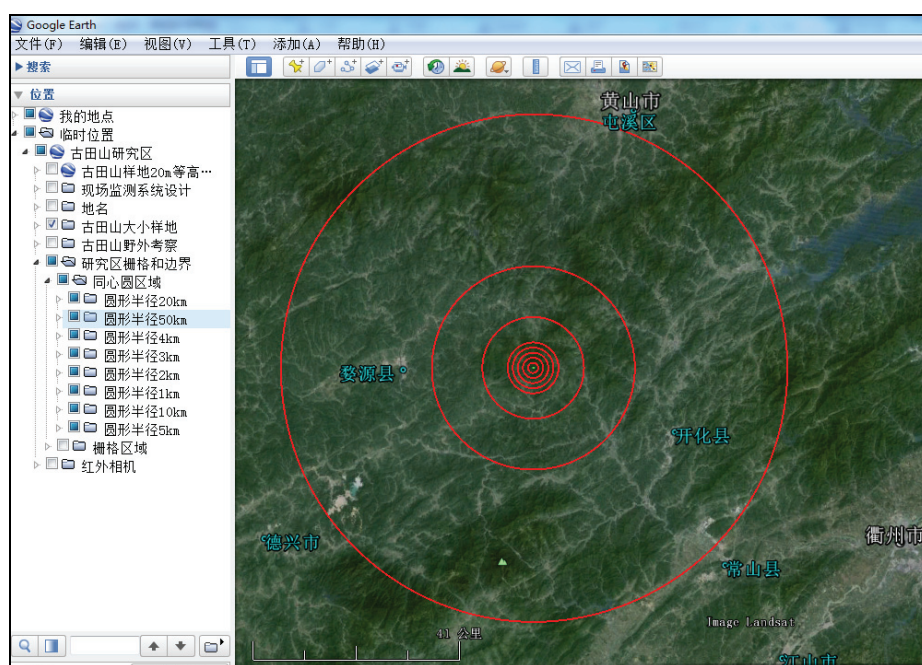 Google Earth
文件(F) 编辑(E) 视图(V) 工具(T) 添加(A) 帮助(H)
搜索
位置
我的地点
临时位置
古田山研究区
古田山样地20m等高…
现场监测系统设计
地名
古田山大小样地
古田山野外考察
研究区栅格和边界
同心圆区域
圆形半径20km
圆形半径50km
圆形半径4km
圆形半径3km
圆形半径2km
圆形半径1km
圆形半径10km
圆形半径5km
栅格区域
红外相机
黄山市
屯溪区
婺源县
开化县
德兴市
衢州市
常山县
Image Landsat
41 公里
江山市